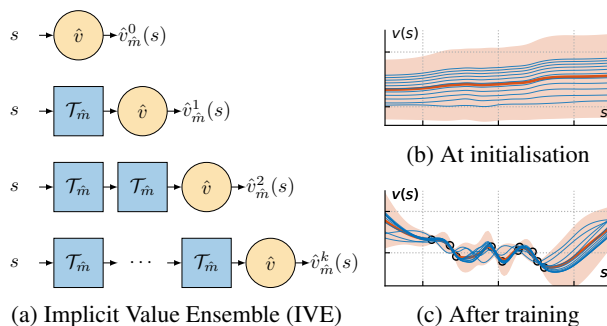 s v̂ v̂⁰_m̂(s)
s 𝒯_m̂ v̂ v̂¹_m̂(s)
s 𝒯_m̂ 𝒯_m̂ v̂ v̂²_m̂(s)
s 𝒯_m̂ ⋯ 𝒯_m̂ v̂ v̂ᵏ_m̂(s)
(a) Implicit Value Ensemble (IVE)
v(s)
s
(b) At initialisation
v(s)
s
(c) After training